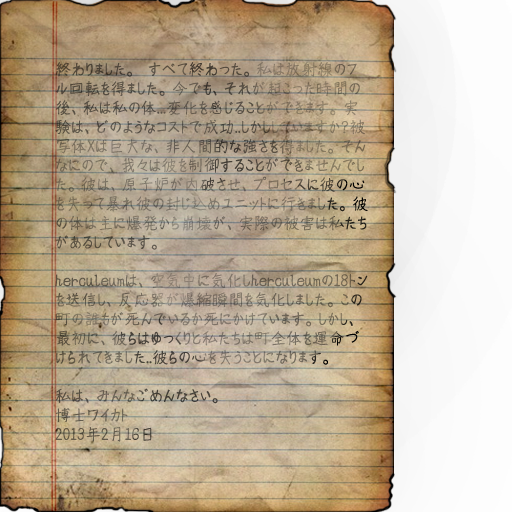 終わりました。 すべて終わった。私は放射線のフ
ル回転を得ました。今でも、それが起こった時間の
後、私は私の体...変化を感じることができます。実
験は、どのようなコストで成功..しかししていますか?被
写体Xは巨大な、非人間的な強さを得ました。そん
なにので、我々は彼を制御することができませんでし
た。彼は、原子炉が内破させ、プロセスに彼の心
を失って暴れ彼の封じ込めユニットに行きました。彼
の体は主に爆発から崩壊が、実際の被害は私たち
があるしています。

herculeumは、空気中に気化しherculeumの18トン
を送信し、反応器が爆縮瞬間を気化しました。この
町の誰もが死んでいるか死にかけています。しかし、
最初に、彼らはゆっくりと私たちは町全体を運命づ
けられてきました..彼らの心を失うことになります。

私は、みんなごめんなさい。
博士ワイカト
2013年2月16日